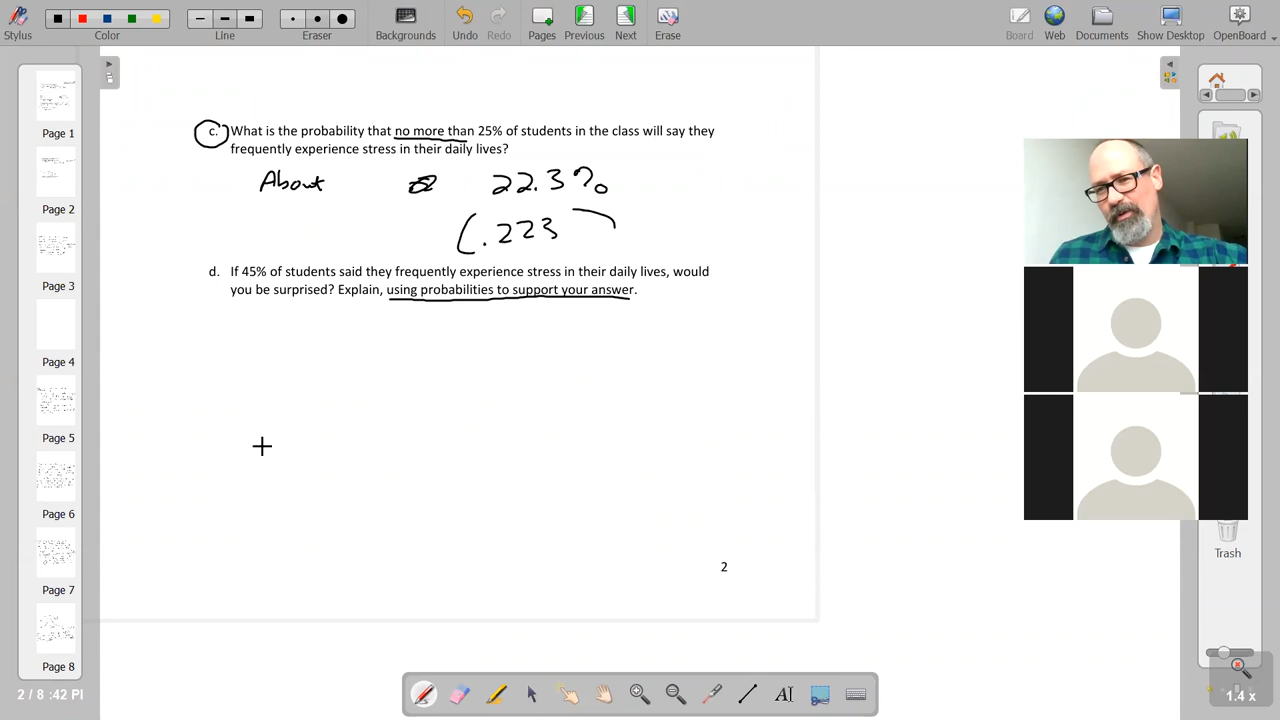 Stylus
Color
Line
Eraser
Backgrounds
Undo
Redo
Pages
Previous
Next
Erase
Board
Web
Documents
Show Desktop
OpenBoard
Page 1
Page 2
Page 3
Page 4
Page 5
Page 6
Page 7
Page 8
2 / 8 :42 PI
c. What is the probability that no more than 25% of students in the class will say they
frequently experience stress in their daily lives?
About 22.3%
(.223)
d. If 45% of students said they frequently experience stress in their daily lives, would
you be surprised? Explain, using probabilities to support your answer.
2
Trash
1.4 x